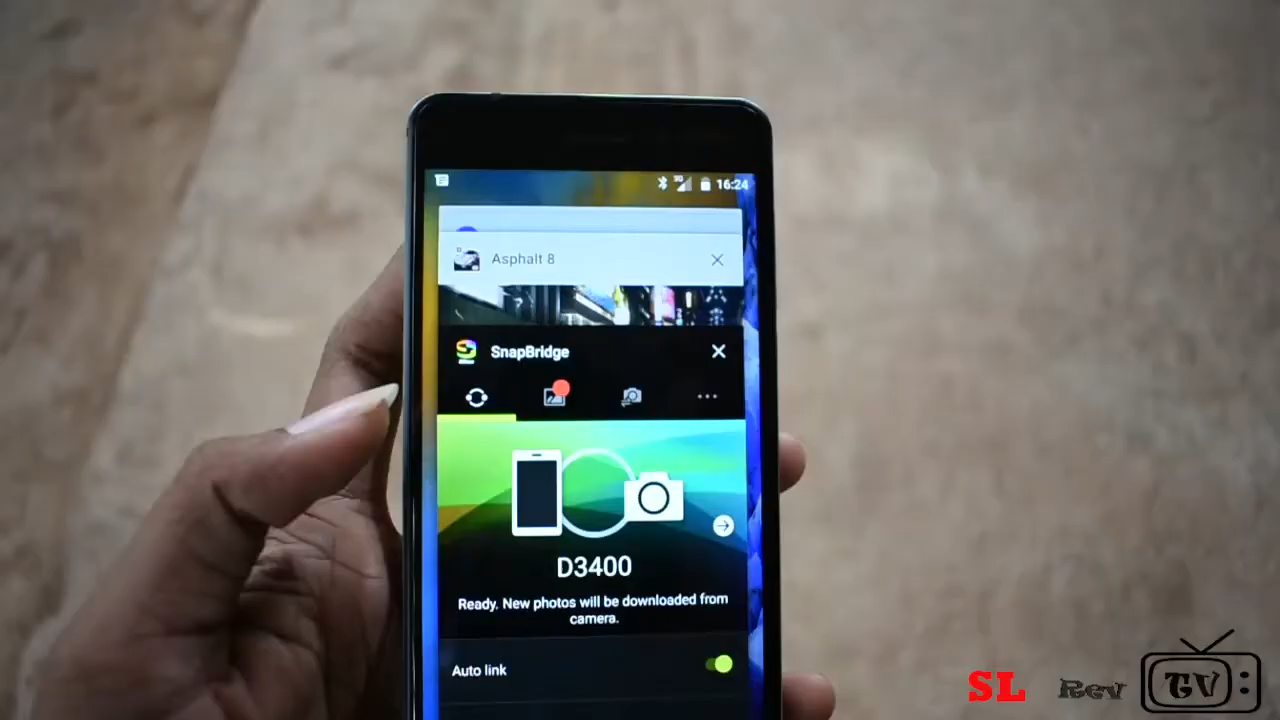 3G 16:24
Asphalt 8
SnapBridge
D3400
Ready. New photos will be downloaded from
camera.
Auto link
SL Rev TV